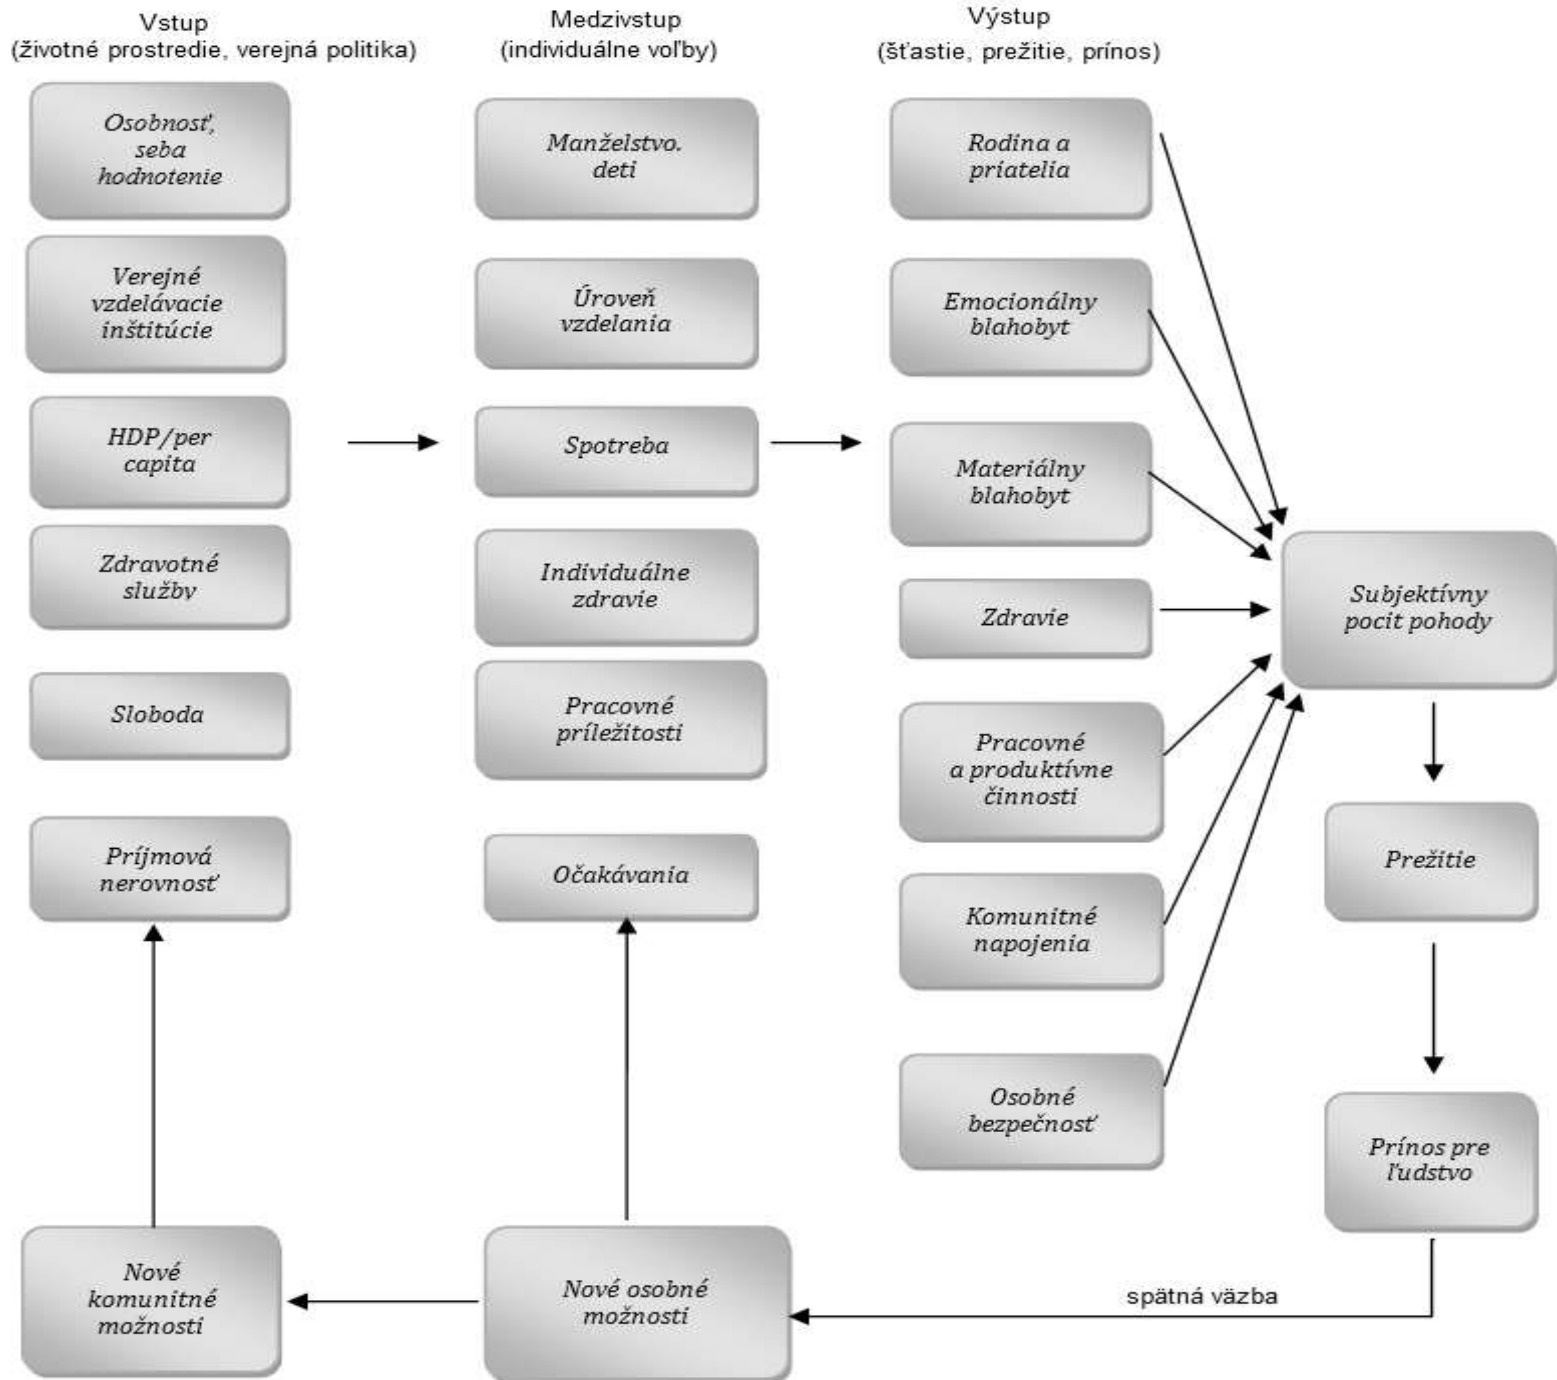 Vstup
(životné prostredie, verejná politika)
Medzivstup
(individuálne voľby)
Výstup
(šťastie, prežitie, prínos)
Osobnosť,
seba
hodnotenie
Verejné
vzdelávacie
inštitúcie
HDP/per
capita
Zdravotné
služby
Sloboda
Príjmová
nerovnosť
Manželstvo.
deti
Úroveň
vzdelania
Spotreba
Individuálne
zdravie
Pracovné
príležitosti
Očakávania
Rodina a
priatelia
Emocionálny
blahobyt
Materiálny
blahobyt
Zdravie
Pracovné
a produktívne
činnosti
Komunitné
napojenia
Osobné
bezpečnosť
Subjektívny
pocit pohody
Prežitie
Prínos pre
ľudstvo
spätná väzba
Nové osobné
možnosti
Nové
komunitné
možnosti